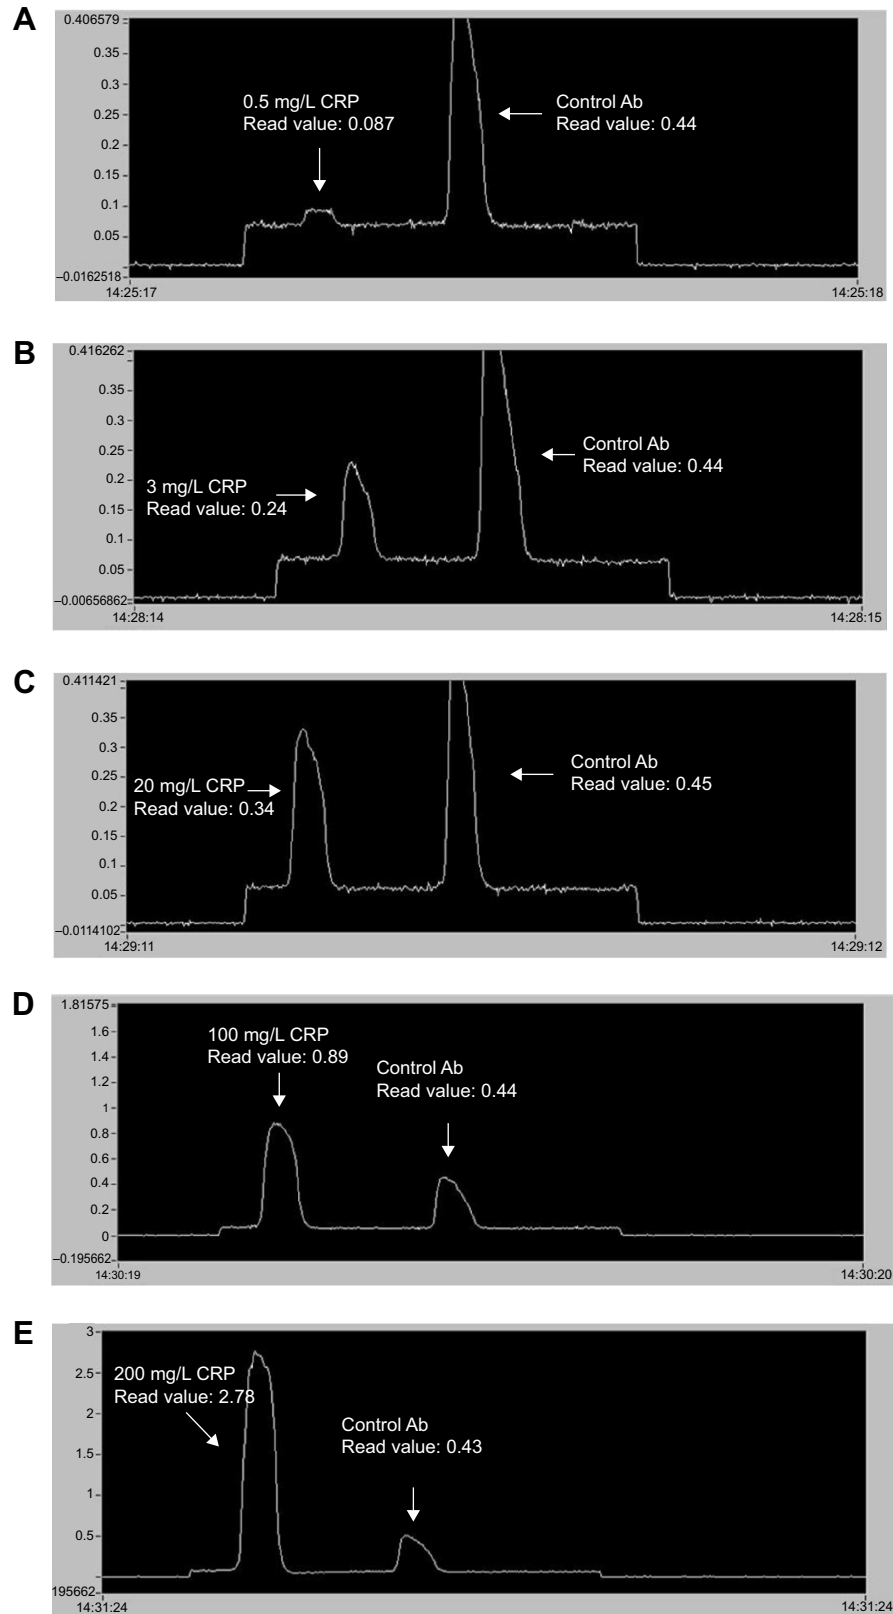 A
0.406579
0.35
0.3
0.25
0.2
0.15
0.1
0.05
–0.0162518
14:25:17
14:25:18
0.5 mg/L CRP
Read value: 0.087
Control Ab
Read value: 0.44
B
0.416262
0.35
0.3
0.25
0.2
0.15
0.1
0.05
–0.00656862
14:28:14
14:28:15
3 mg/L CRP
Read value: 0.24
Control Ab
Read value: 0.44
C
0.411421
0.35
0.3
0.25
0.2
0.15
0.1
0.05
–0.0114102
14:29:11
14:29:12
20 mg/L CRP
Read value: 0.34
Control Ab
Read value: 0.45
D
1.81575
1.6
1.4
1.2
1
0.8
0.6
0.4
0.2
0
–0.195662
14:30:19
14:30:20
100 mg/L CRP
Read value: 0.89
Control Ab
Read value: 0.44
E
3
2.5
2
1.5
1
0.5
195662
14:31:24
14:31:24
200 mg/L CRP
Read value: 2.78
Control Ab
Read value: 0.43